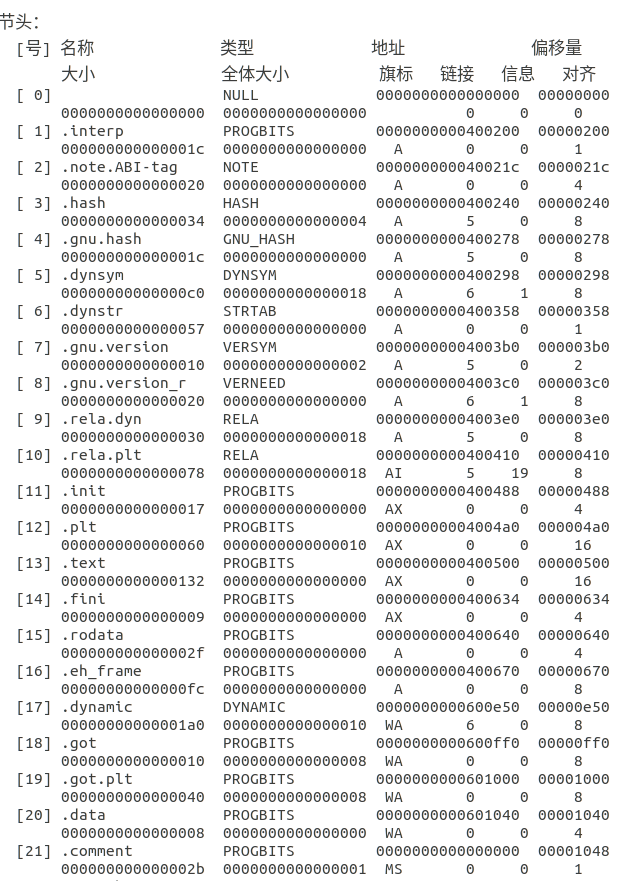 节头：
[号] 名称 类型 地址 偏移量
大小 全体大小 旗标 链接 信息 对齐
[ 0] NULL 0000000000000000 00000000
0000000000000000 0000000000000000 0 0 0
[ 1] .interp PROGBITS 0000000000400200 00000200
000000000000001c 0000000000000000 A 0 0 1
[ 2] .note.ABI-tag NOTE 000000000040021c 0000021c
0000000000000020 0000000000000000 A 0 0 4
[ 3] .hash HASH 0000000000400240 00000240
0000000000000034 0000000000000004 A 5 0 8
[ 4] .gnu.hash GNU_HASH 0000000000400278 00000278
000000000000001c 0000000000000000 A 5 0 8
[ 5] .dynsym DYNSYM 0000000000400298 00000298
00000000000000c0 0000000000000018 A 6 1 8
[ 6] .dynstr STRTAB 0000000000400358 00000358
0000000000000057 0000000000000000 A 0 0 1
[ 7] .gnu.version VERSYM 00000000004003b0 000003b0
0000000000000010 0000000000000002 A 5 0 2
[ 8] .gnu.version_r VERNEED 00000000004003c0 000003c0
0000000000000020 0000000000000000 A 6 1 8
[ 9] .rela.dyn RELA 00000000004003e0 000003e0
0000000000000030 0000000000000018 A 5 0 8
[10] .rela.plt RELA 0000000000400410 00000410
0000000000000078 0000000000000018 AI 5 19 8
[11] .init PROGBITS 0000000000400488 00000488
0000000000000017 0000000000000000 AX 0 0 4
[12] .plt PROGBITS 00000000004004a0 000004a0
0000000000000060 0000000000000010 AX 0 0 16
[13] .text PROGBITS 0000000000400500 00000500
0000000000000132 0000000000000000 AX 0 0 16
[14] .fini PROGBITS 0000000000400634 00000634
0000000000000009 0000000000000000 AX 0 0 4
[15] .rodata PROGBITS 0000000000400640 00000640
000000000000002f 0000000000000000 A 0 0 4
[16] .eh_frame PROGBITS 0000000000400670 00000670
00000000000000fc 0000000000000000 A 0 0 8
[17] .dynamic DYNAMIC 0000000000600e50 00000e50
00000000000001a0 0000000000000010 WA 6 0 8
[18] .got PROGBITS 0000000000600ff0 00000ff0
0000000000000010 0000000000000008 WA 0 0 8
[19] .got.plt PROGBITS 0000000000601000 00001000
0000000000000040 0000000000000008 WA 0 0 8
[20] .data PROGBITS 0000000000601040 00001040
0000000000000008 0000000000000000 WA 0 0 4
[21] .comment PROGBITS 0000000000000000 00001048
000000000000002b 0000000000000001 MS 0 0 1